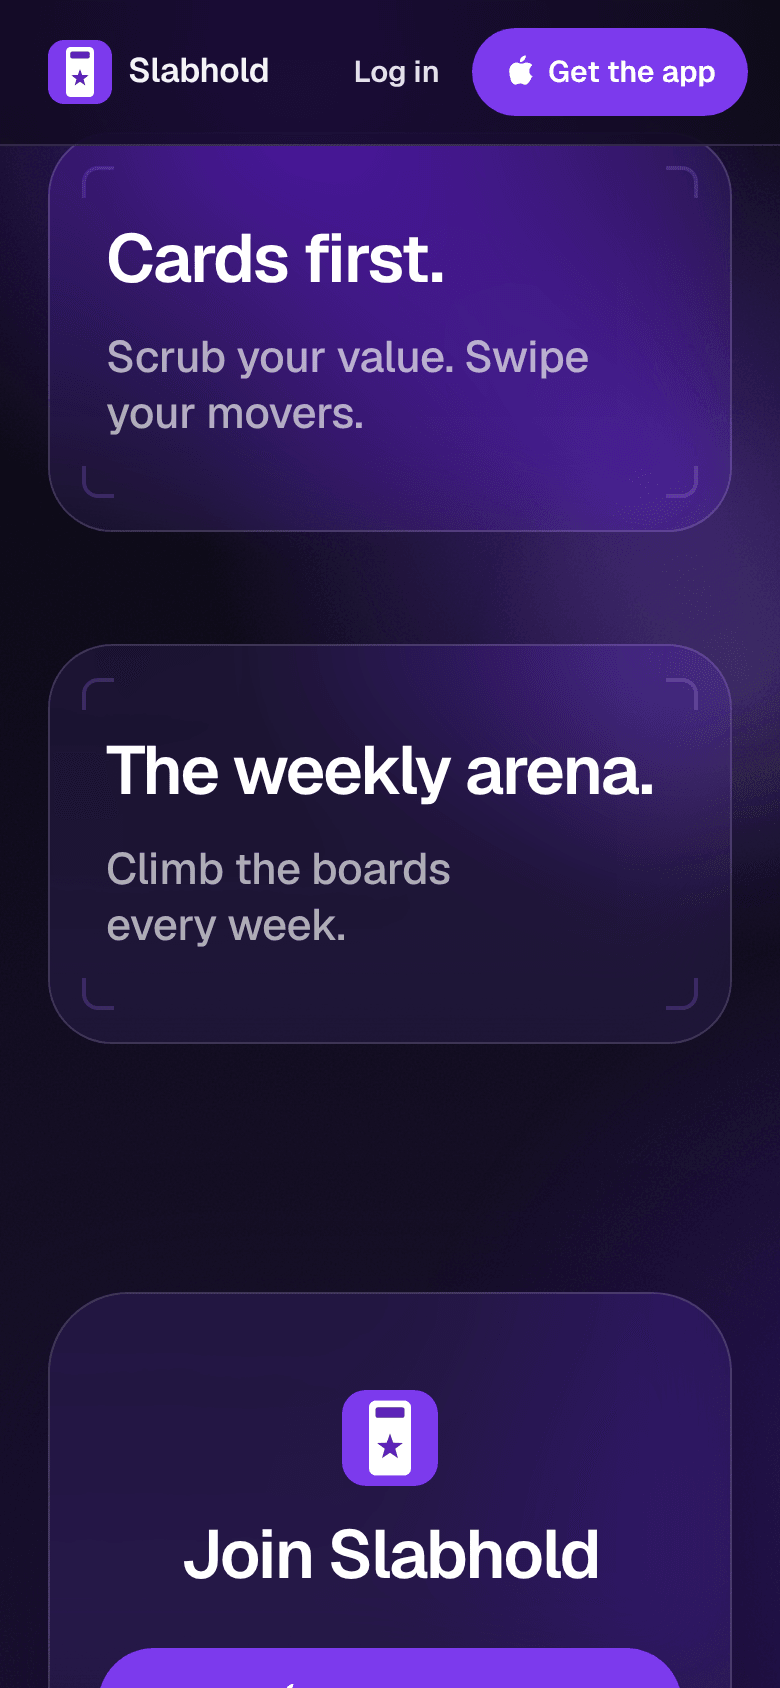 Slabhold
Log in
Get the app
Cards first.
Scrub your value. Swipe
your movers.
The weekly arena.
Climb the boards
every week.
Join Slabhold